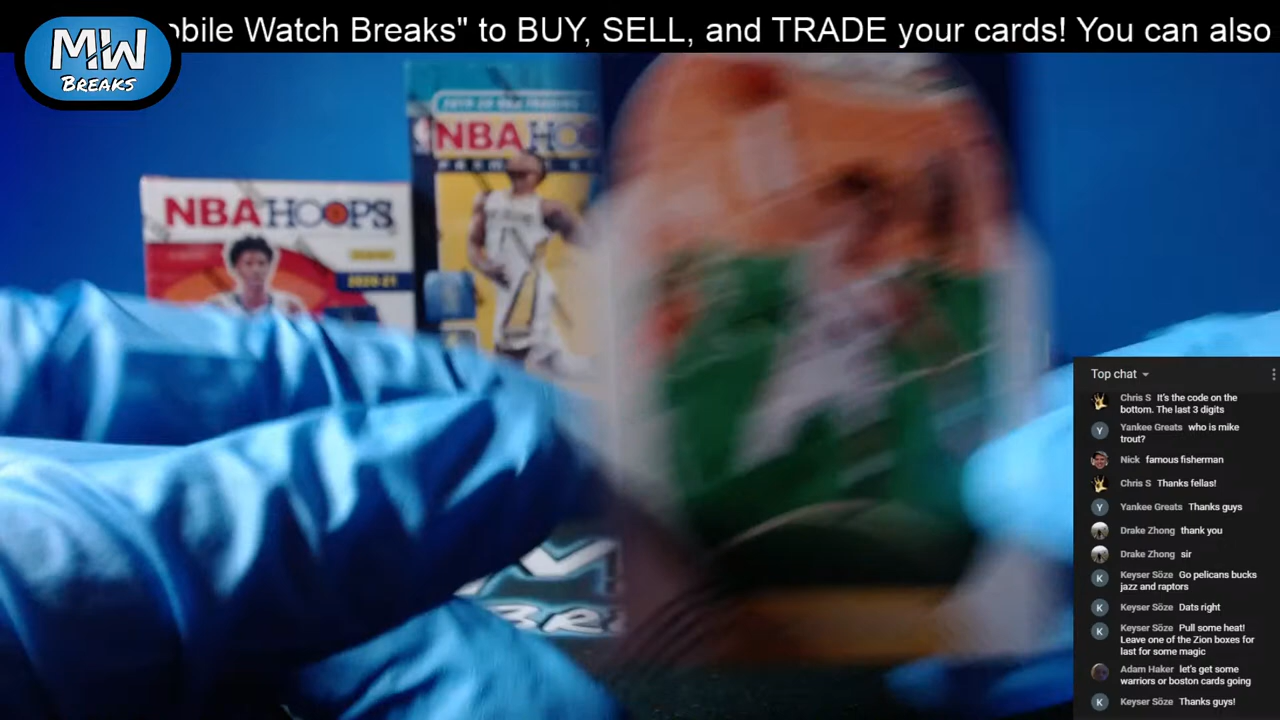 obile Watch Breaks" to BUY, SELL, and TRADE your cards! You can also
MW
BREAKS
NBA HOOPS
2020-21
NBA HOO
Top chat
Chris S It's the code on the
bottom. The last 3 digits
Yankee Greats who is mike
trout?
Nick famous fisherman
Chris S Thanks fellas!
Yankee Greats Thanks guys
Drake Zhong thank you
Drake Zhong sir
Keyser Söze Go pelicans bucks
jazz and raptors
Keyser Söze Dats right
Keyser Söze Pull some heat!
Leave one of the Zion boxes for
last for some magic
Adam Haker let's get some
warriors or boston cards going
Keyser Söze Thanks guys!